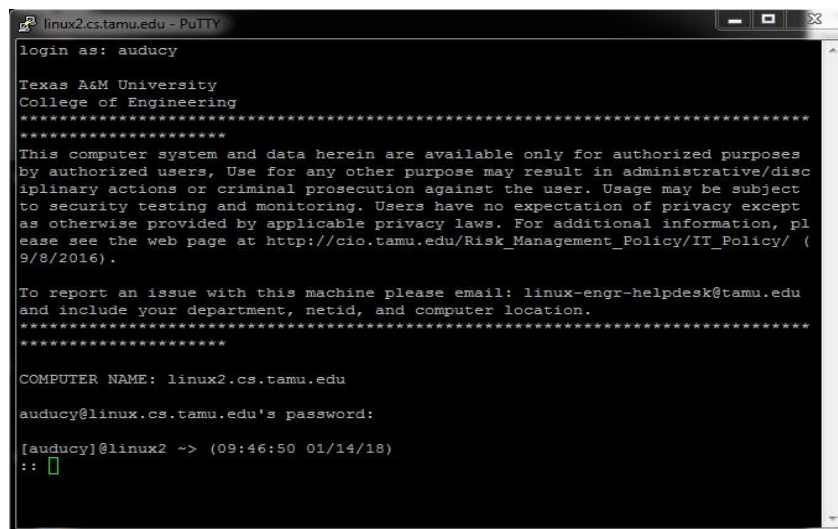 linux2.cs.tamu.edu - PuTTY
login as: auducy
Texas A&M University
College of Engineering
*******************************************************************************
*********************
This computer system and data herein are available only for authorized purposes
by authorized users, Use for any other purpose may result in administrative/disc
iplinary actions or criminal prosecution against the user. Usage may be subject
to security testing and monitoring. Users have no expectation of privacy except
as otherwise provided by applicable privacy laws. For additional information, pl
ease see the web page at http://cio.tamu.edu/Risk_Management_Policy/IT_Policy/ (
9/8/2016).
To report an issue with this machine please email: linux-engr-helpdesk@tamu.edu
and include your department, netid, and computer location.
*******************************************************************************
*********************
COMPUTER NAME: linux2.cs.tamu.edu
auducy@linux.cs.tamu.edu's password:
[auducy]@linux2 ~> (09:46:50 01/14/18)
::